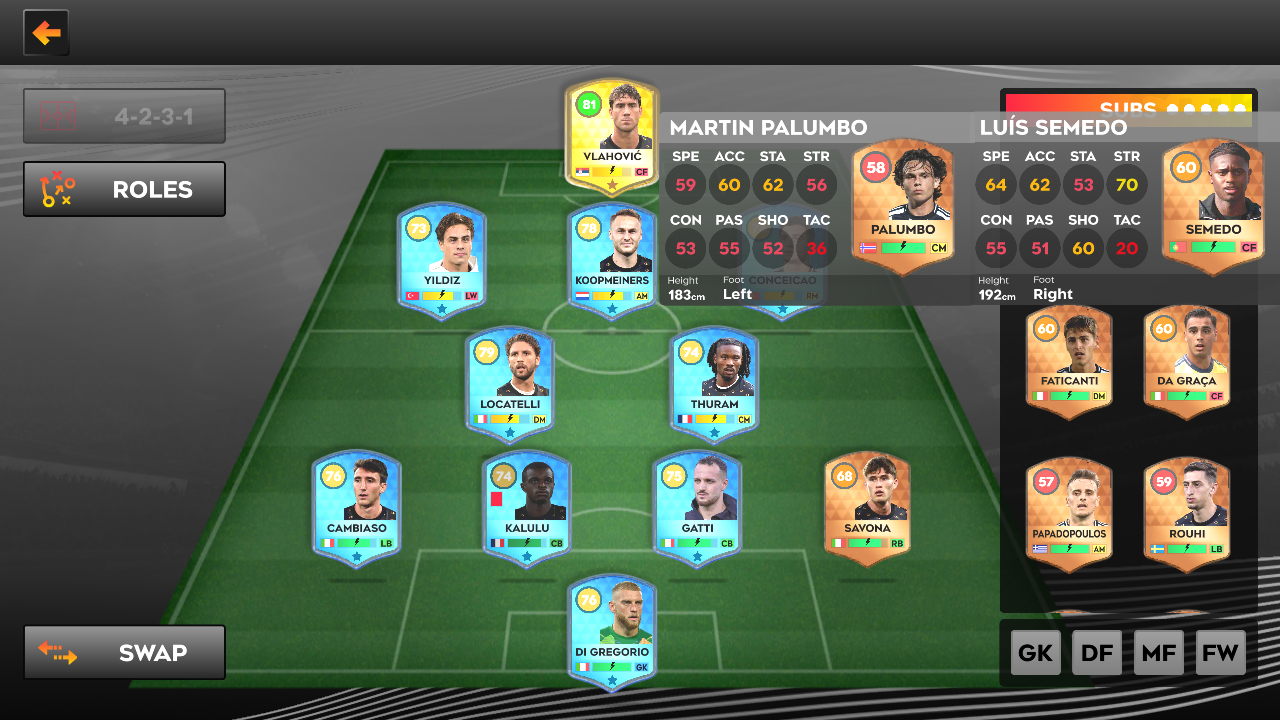 4-2-3-1
ROLES
SWAP
81
VLAHOVIĆ
CF
SUBS
MARTIN PALUMBO
SPE ACC STA STR
59 60 62 56
CON PAS SHO TAC
53 55 52 36
Height
183cm
Foot
Left
58
PALUMBO
CM
LUÍS SEMEDO
SPE ACC STA STR
64 62 53 70
CON PAS SHO TAC
55 51 60 20
Height
192cm
Foot
Right
60
SEMEDO
CF
73
YILDIZ
LW
78
KOOPMEINERS
AM
CONCEICAO
RM
79
LOCATELLI
DM
74
THURAM
CM
60
FATICANTI
DM
60
DA GRAÇA
CF
76
CAMBIASO
LB
74
KALULU
CB
75
GATTI
CB
68
SAVONA
RB
57
PAPADOPOULOS
AM
59
ROUHI
LB
76
DI GREGORIO
GK
GK DF MF FW